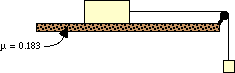 μ = 0.183